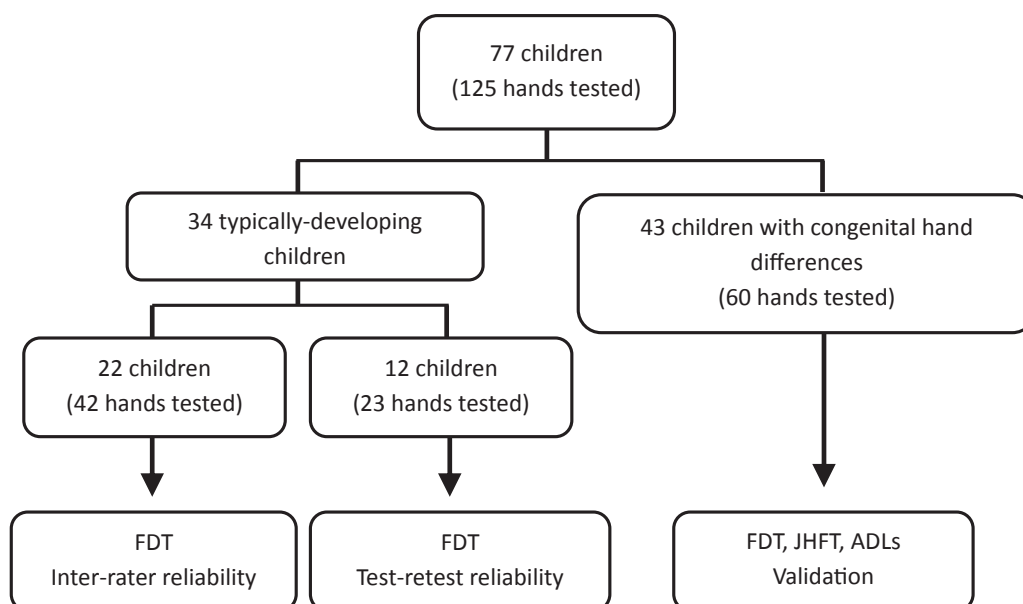 77 children
(125 hands tested)
34 typically-developing
children
43 children with congenital hand
differences
(60 hands tested)
22 children
(42 hands tested)
12 children
(23 hands tested)
FDT
Inter-rater reliability
FDT
Test-retest reliability
FDT, JHFT, ADLs
Validation